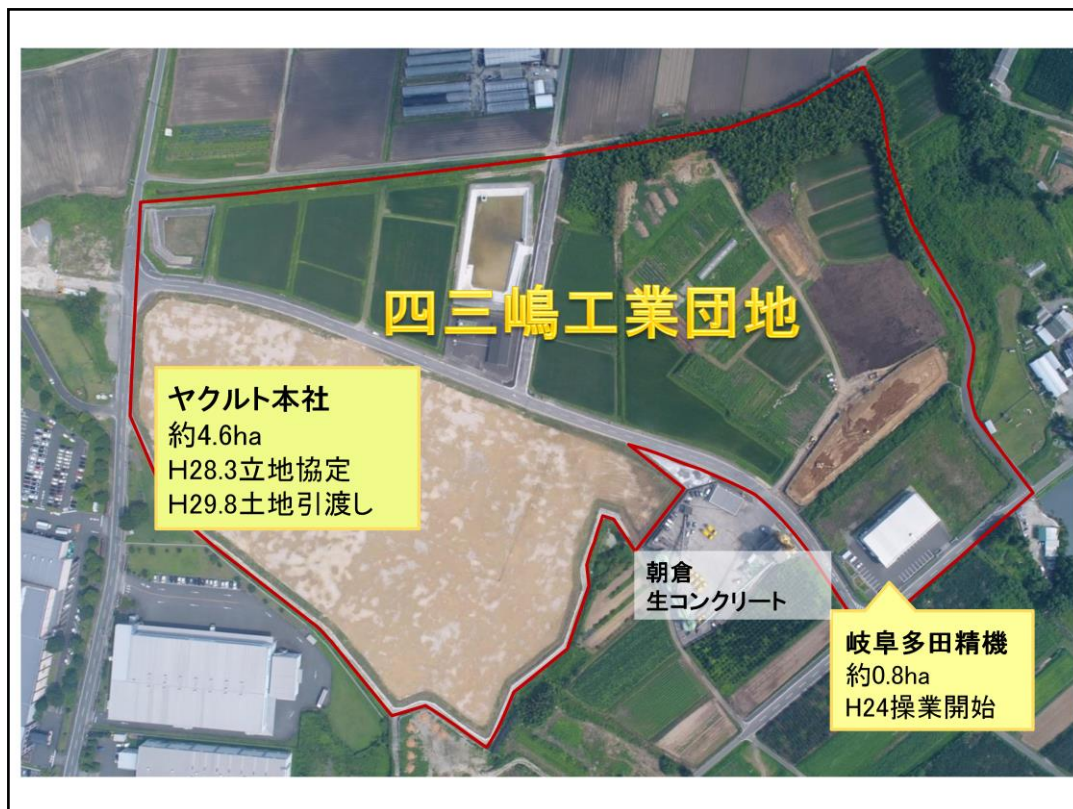 四三嶋工業団地
ヤクルト本社
約4.6ha
H28.3立地協定
H29.8土地引渡し
朝倉
生コンクリート
岐阜多田精機
約0.8ha
H24操業開始